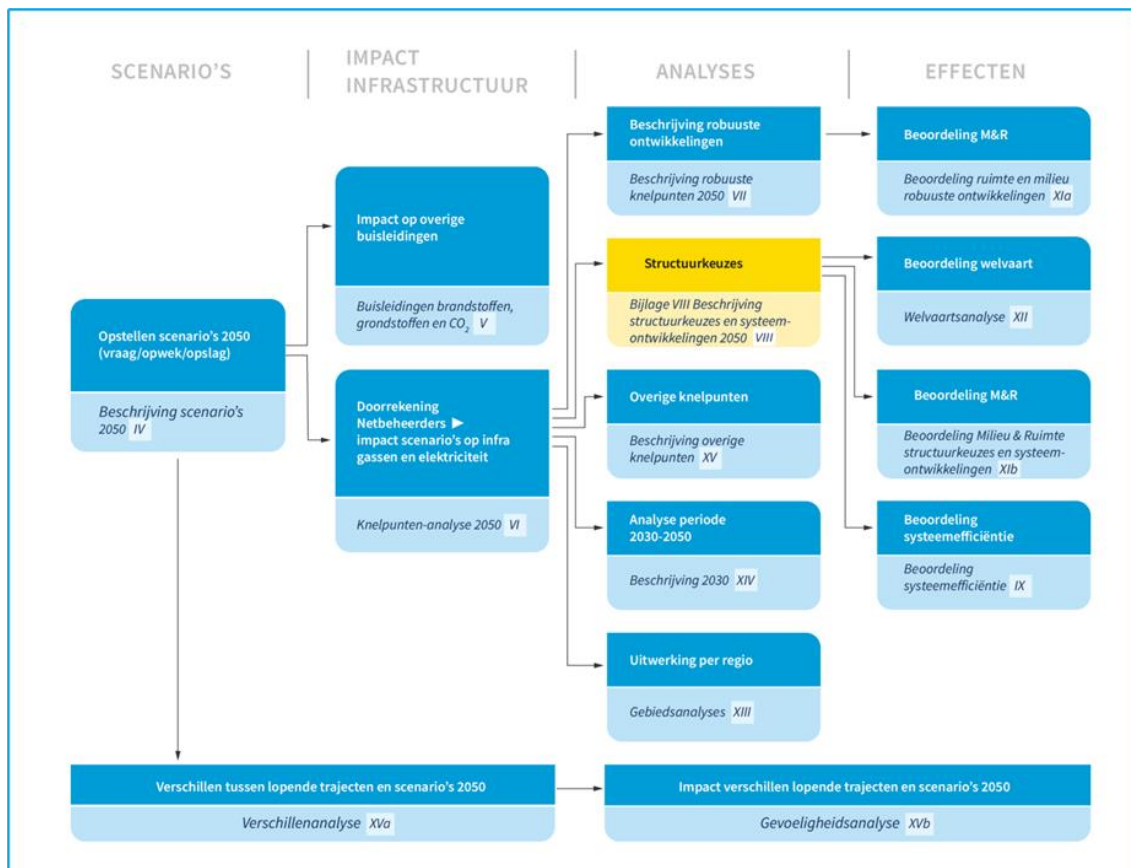 SCENARIO'S
IMPACT
INFRASTRUCTUUR
ANALYSES
EFFECTEN
Opstellen scenario's 2050
(vraag/opwek/opslag)
Beschrijving scenario's
2050 IV
Impact op overige
buisleidingen
Buisleidingen brandstoffen,
grondstoffen en CO₂ V
Doorrekening
Netbeheerders ►
impact scenario's op infra
gassen en elektriciteit
Knelpunten-analyse 2050 VI
Beschrijving robuuste
ontwikkelingen
Beschrijving robuuste
knelpunten 2050 VII
Structuurkeuzes
Bijlage VIII Beschrijving
structuurkeuzes en systeem-
ontwikkelingen 2050 VIII
Overige knelpunten
Beschrijving overige
knelpunten XV
Analyse periode
2030-2050
Beschrijving 2030 XIV
Uitwerking per regio
Gebiedsanalyses XIII
Beoordeling M&R
Beoordeling ruimte en milieu
robuuste ontwikkelingen XIa
Beoordeling welvaart
Welvaartsanalyse XII
Beoordeling M&R
Beoordeling Milieu & Ruimte
structuurkeuzes en systeem-
ontwikkelingen XIb
Beoordeling
systeemefficiëntie
Beoordeling
systeemefficiëntie IX
Verschillen tussen lopende trajecten en scenario's 2050
Verschillenanalyse XVa
Impact verschillen lopende trajecten en scenario's 2050
Gevoeligheidsanalyse XVb